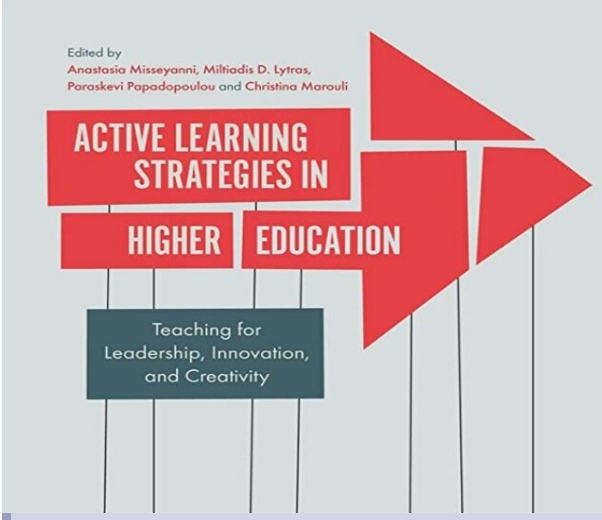 Edited by
Anastasia Misseyanni, Miltiadis D. Lytras,
Paraskevi Papadopoulou and Christina Marouli
ACTIVE LEARNING
STRATEGIES IN
HIGHER EDUCATION
Teaching for
Leadership, Innovation,
and Creativity